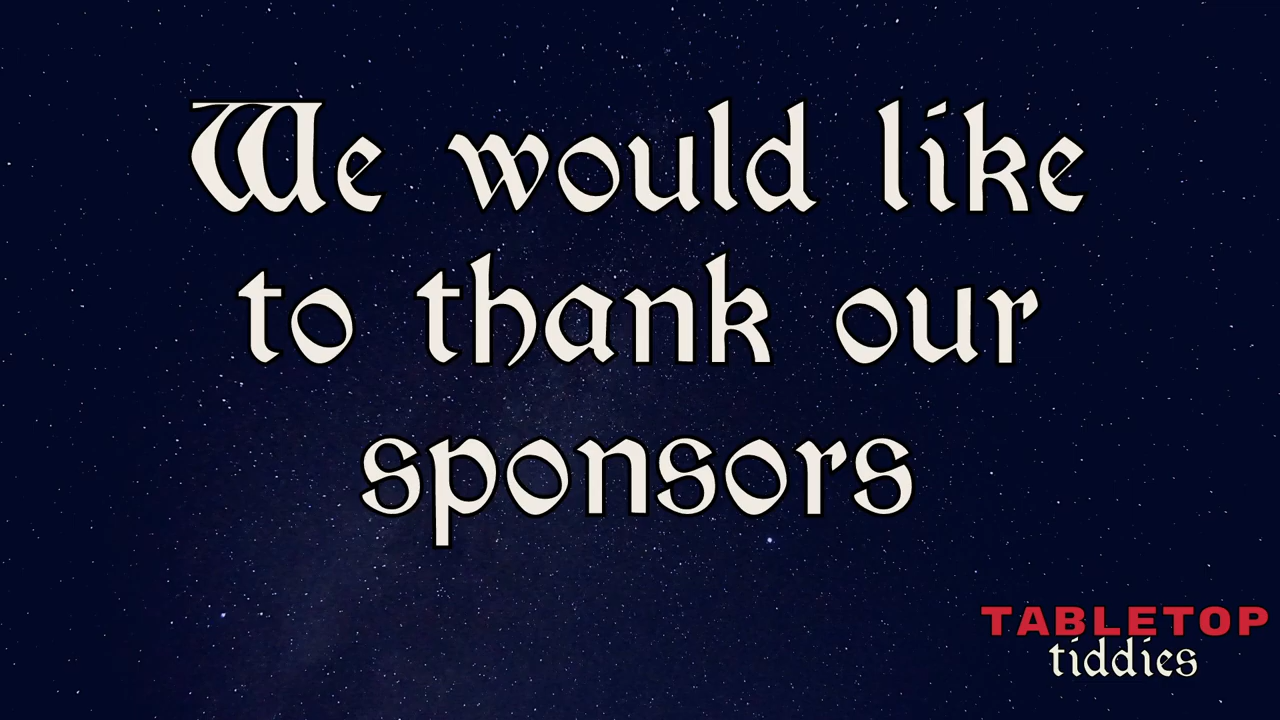 We would like
to thank our
sponsors
TABLETOP
tiddies